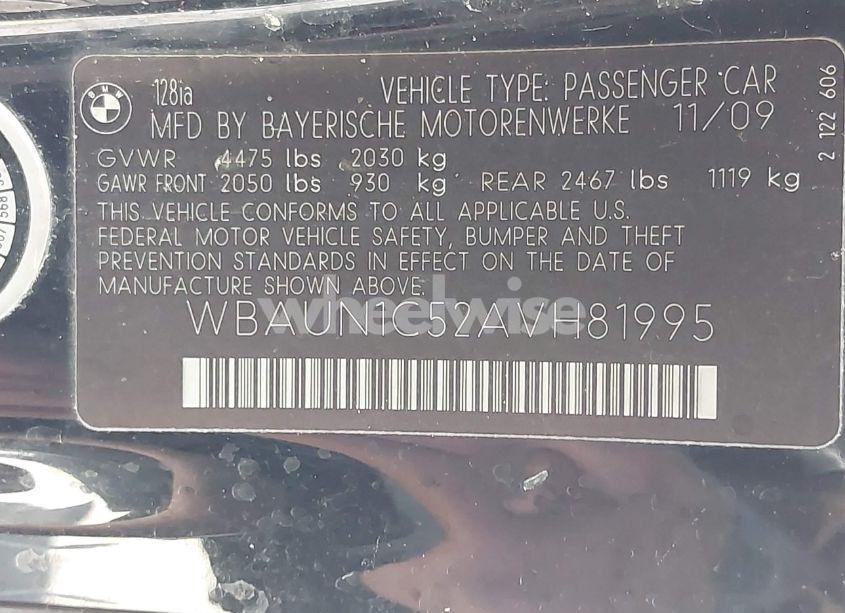 BMW
128ia VEHICLE TYPE: PASSENGER CAR
MFD BY BAYERISCHE MOTORENWERKE 11/09
GVWR 4475 lbs 2030 kg
GAWR FRONT 2050 lbs 930 kg REAR 2467 lbs 1119 kg
THIS VEHICLE CONFORMS TO ALL APPLICABLE U.S.
FEDERAL MOTOR VEHICLE SAFETY, BUMPER AND THEFT
PREVENTION STANDARDS IN EFFECT ON THE DATE OF
MANUFACTURE SHOWN ABOVE.
WBAUN1C52AVH81995
wheelwise
2 122 606